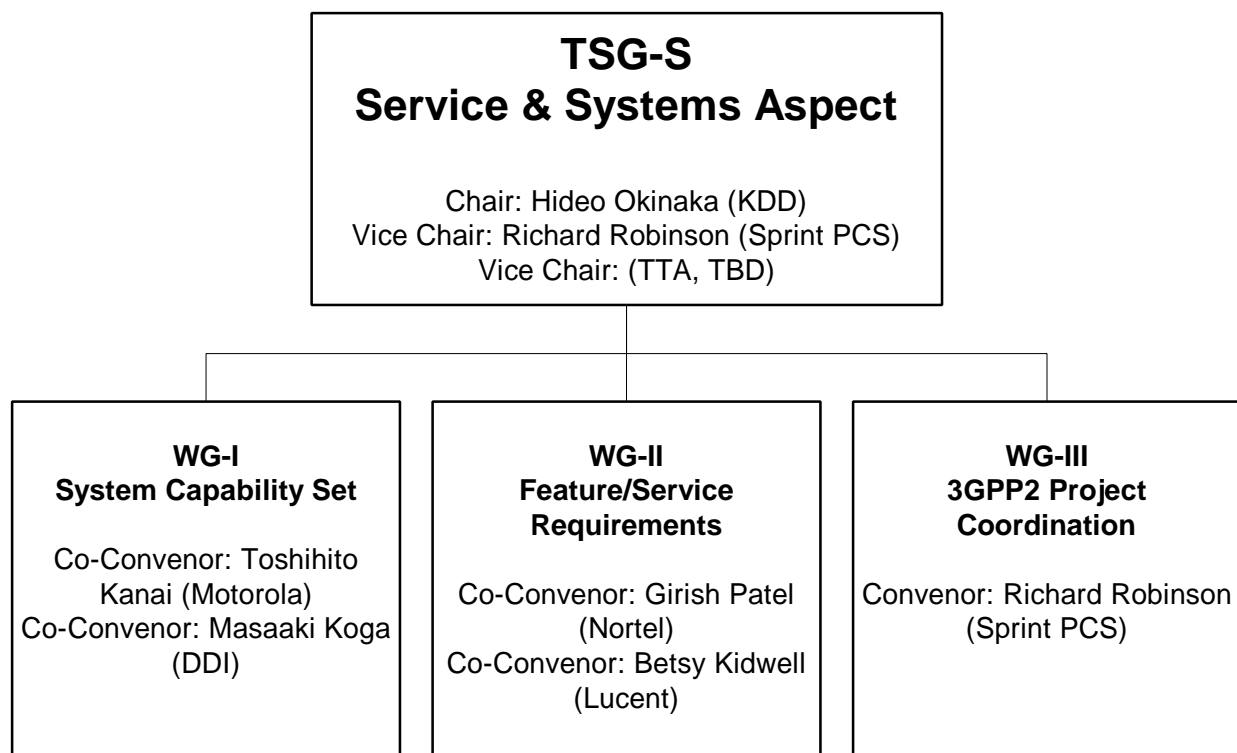 TSG-S
Service & Systems Aspect
Chair: Hideo Okinaka (KDD)
Vice Chair: Richard Robinson (Sprint PCS)
Vice Chair: (TTA, TBD)
WG-I
System Capability Set
Co-Convenor: Toshihito
Kanai (Motorola)
Co-Convenor: Masaaki Koga
(DDI)
WG-II
Feature/Service
Requirements
Co-Convenor: Girish Patel
(Nortel)
Co-Convenor: Betsy Kidwell
(Lucent)
WG-III
3GPP2 Project
Coordination
Convenor: Richard Robinson
(Sprint PCS)